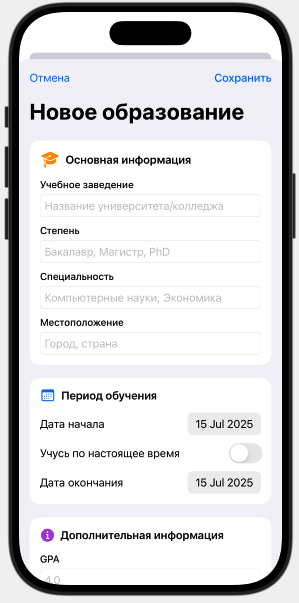 Отмена Сохранить
Новое образование
Основная информация
Учебное заведение
Название университета/колледжа
Степень
Бакалавр, Магистр, PhD
Специальность
Компьютерные науки, Экономика
Местоположение
Город, страна
Период обучения
Дата начала 15 Jul 2025
Учусь по настоящее время
Дата окончания 15 Jul 2025
Дополнительная информация
GPA
4.0